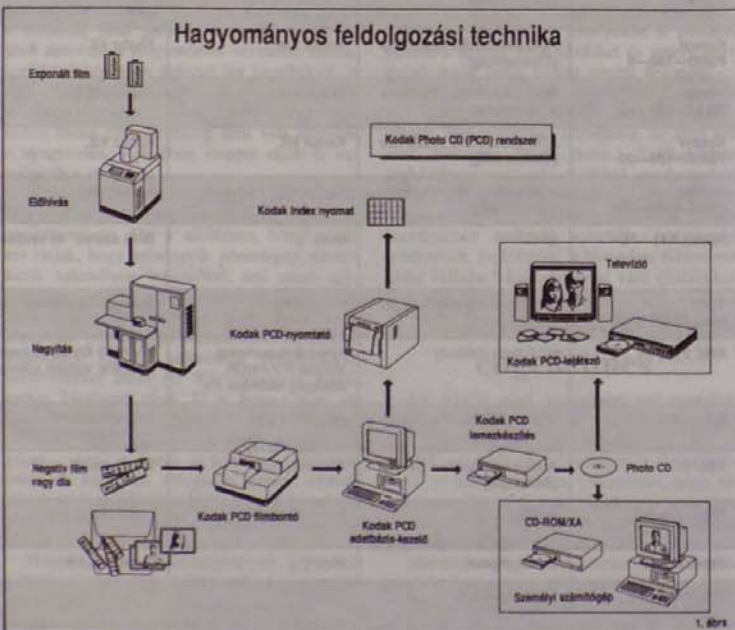 Hagyományos feldolgozási technika
Exponált film
Kodak Photo CD (PCD) rendszer
Előhívás
Kodak Index nyomat
Televízió
Nagyítás
Kodak PCD-nyomtató
Kodak PCD-lejátszó
Kodak PCD
lemezkészítés
Negatív film
vagy dia
Photo CD
Kodak PCD filmbontó
Kodak PCD
adatbázis-kezelő
CD-ROM/XA
Személyi számítógép
1. ábra